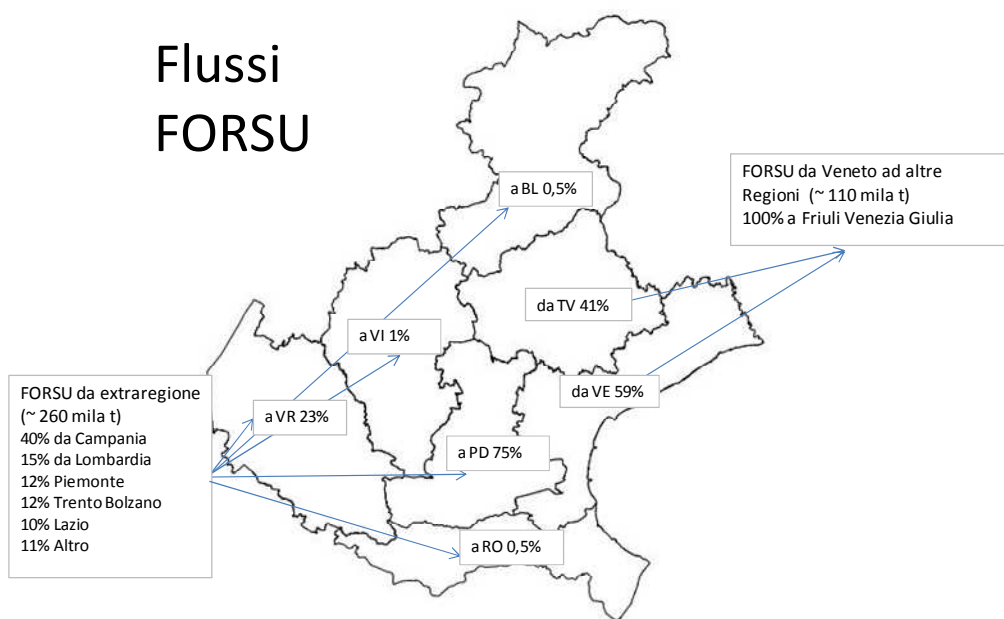 Flussi
FORSU
a BL 0,5%
FORSU da Veneto ad altre
Regioni (~ 110 mila t)
100% a Friuli Venezia Giulia
da TV 41%
a VI 1%
da VE 59%
FORSU da extraregione
(~ 260 mila t)
40% da Campania
15% da Lombardia
12% Piemonte
12% Trento Bolzano
10% Lazio
11% Altro
a VR 23%
a PD 75%
a RO 0,5%